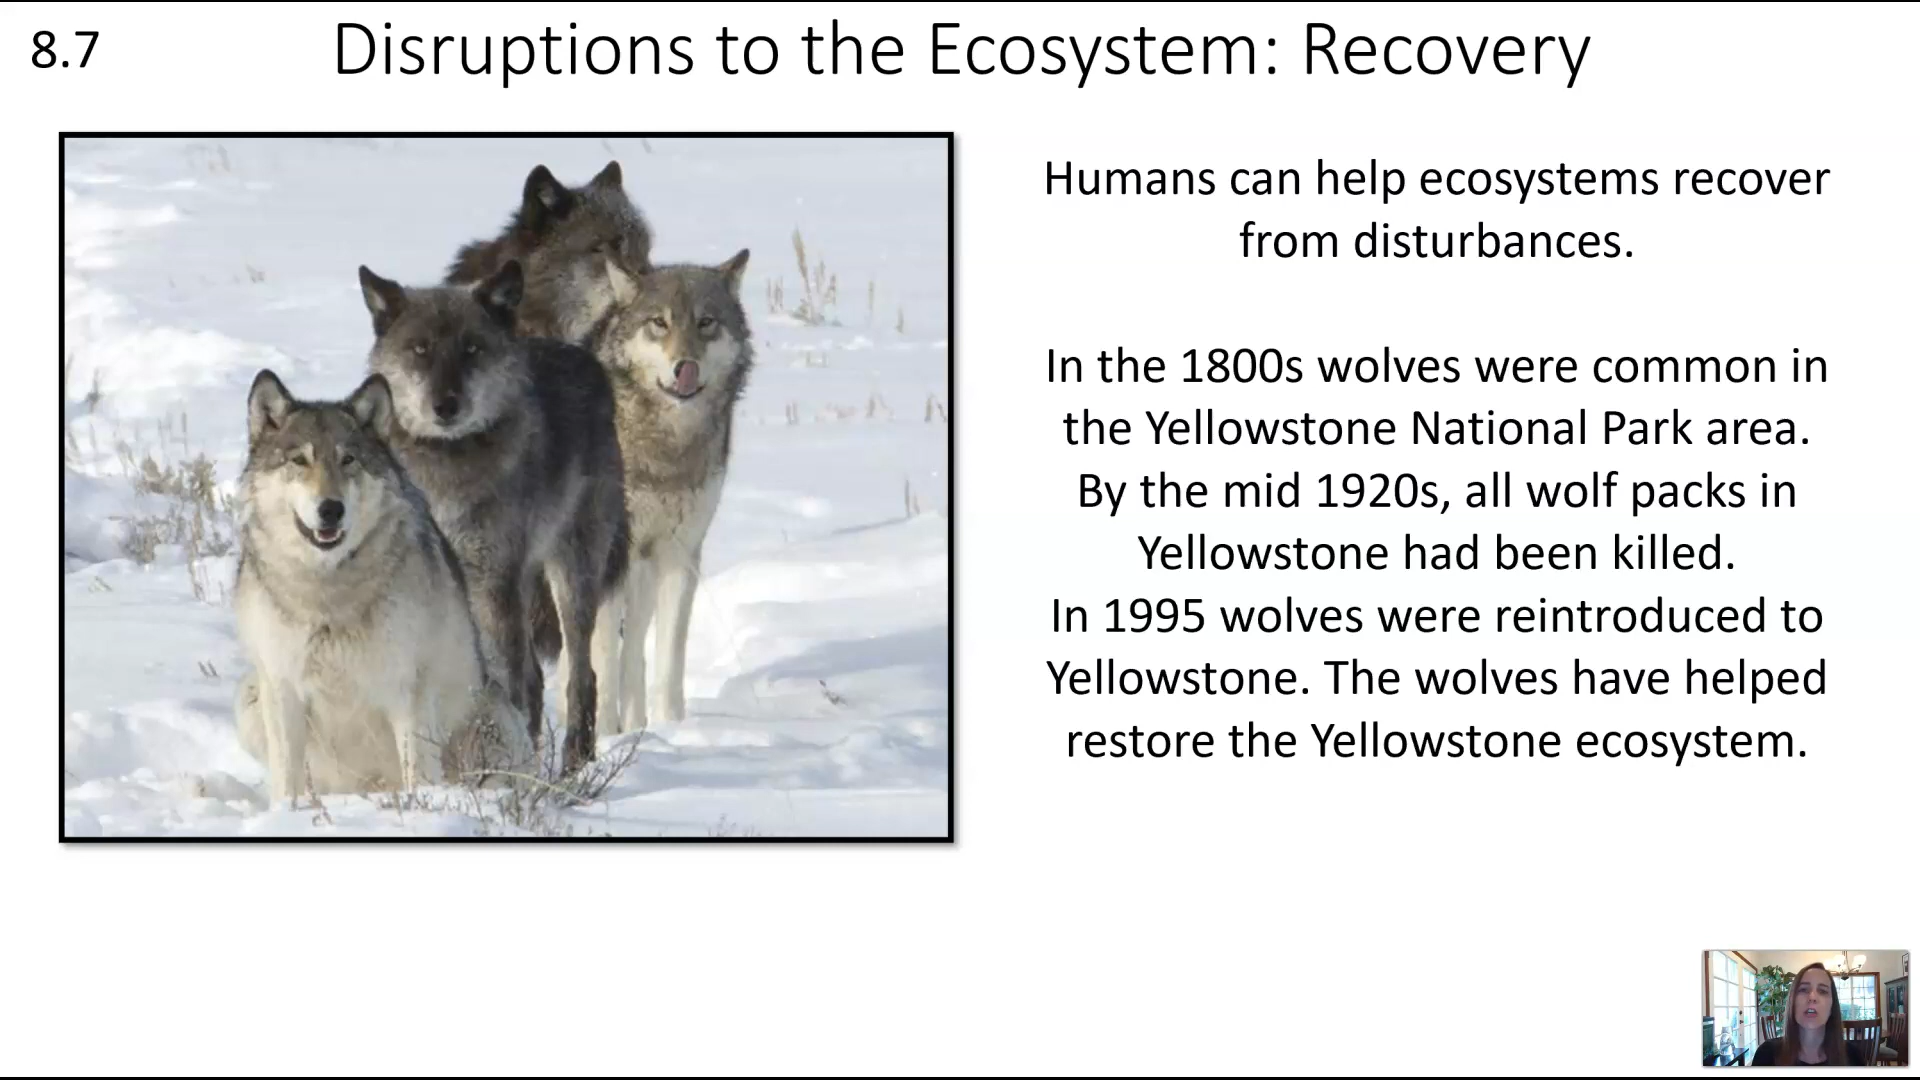 8.7
Disruptions to the Ecosystem: Recovery
Humans can help ecosystems recover
from disturbances.
In the 1800s wolves were common in
the Yellowstone National Park area.
By the mid 1920s, all wolf packs in
Yellowstone had been killed.
In 1995 wolves were reintroduced to
Yellowstone. The wolves have helped
restore the Yellowstone ecosystem.